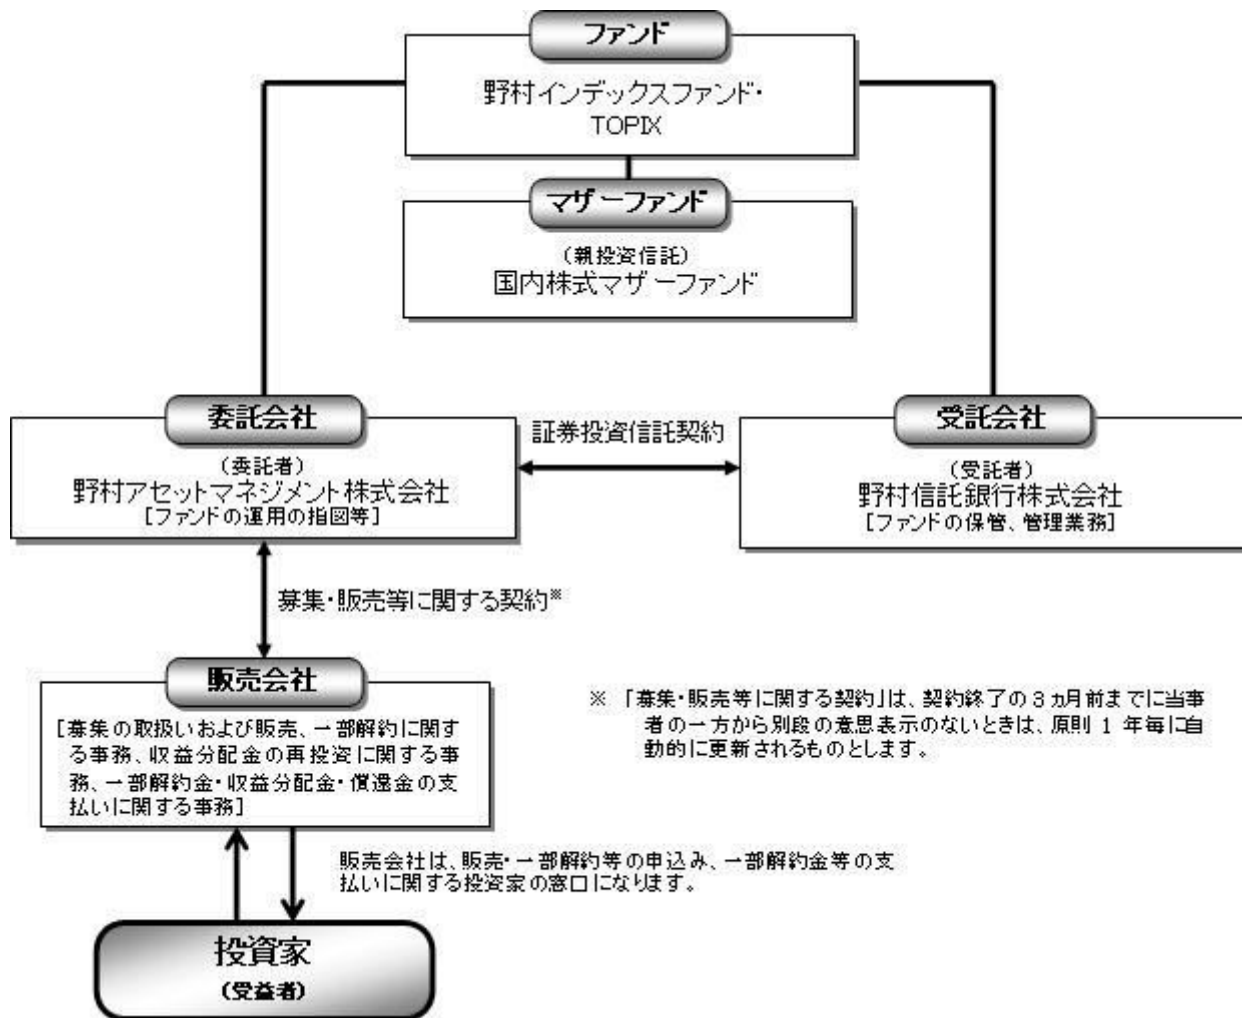 ファンド
野村インデックスファンド・
TOPIX
マザーファンド
(親投資信託)
国内株式マザーファンド
委託会社
(委託者)
野村アセットマネジメント株式会社
[ファンドの運用の指図等]
証券投資信託契約
受託会社
(受託者)
野村信託銀行株式会社
[ファンドの保管、管理業務]
募集・販売等に関する契約※
販売会社
[募集の取扱いおよび販売、一部解約に関す
る事務、収益分配金の再投資に関する事
務、一部解約金・収益分配金・償還金の支
払いに関する事務]
※ 「募集・販売等に関する契約」は、契約終了の3ヵ月前までに当事
者の一方から別段の意思表示のないときは、原則 1 年毎に自
動的に更新されるものとします。
販売会社は、販売・一部解約等の申込み、一部解約金等の支
払いに関する投資家の窓口になります。
投資家
(受益者)